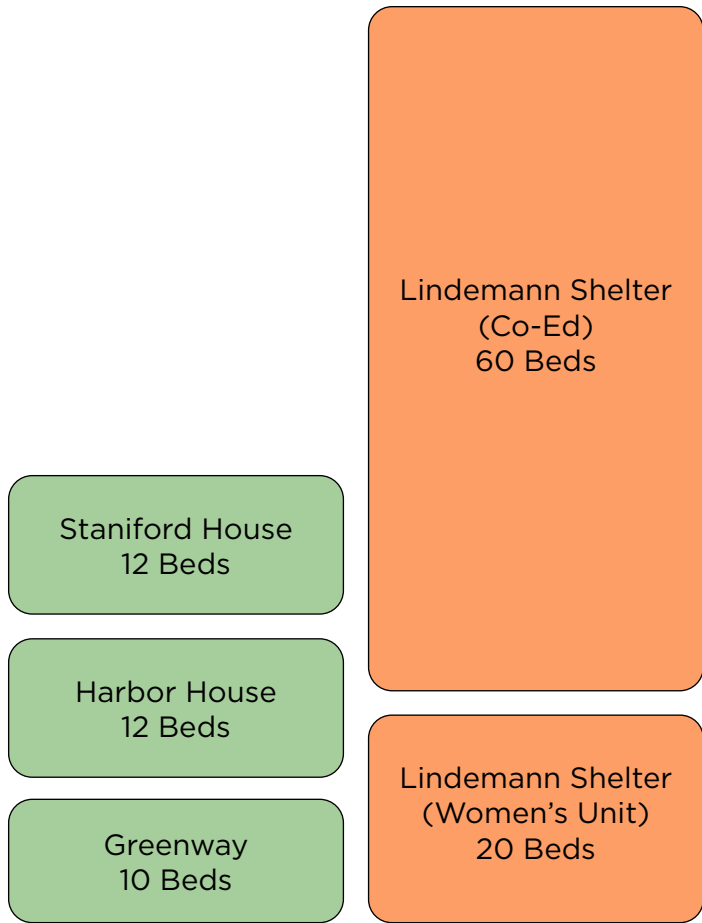 Lindemann Shelter
(Co-Ed)
60 Beds
Staniford House
12 Beds
Harbor House
12 Beds
Lindemann Shelter
(Women’s Unit)
20 Beds
Greenway
10 Beds